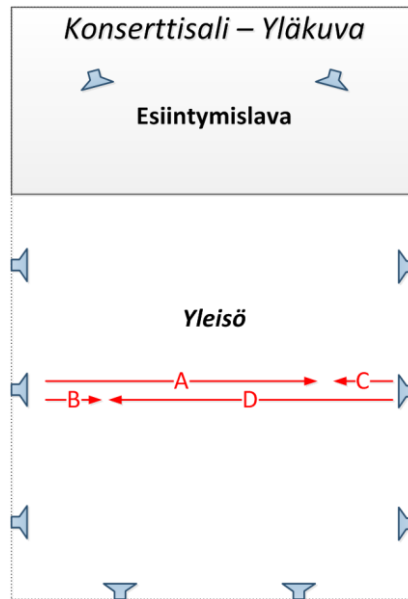 Konserttisali – Yläkuva
Esiintymislava
Yleisö
A
C
B
D